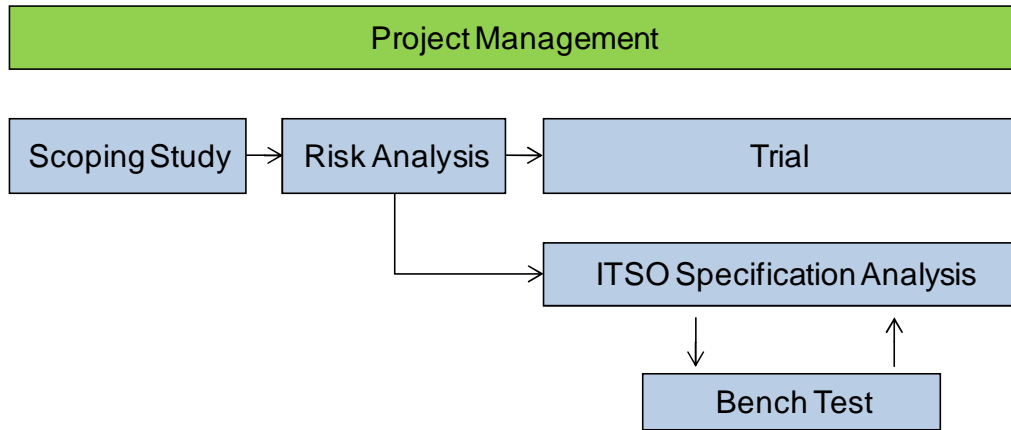 Project Management
Scoping Study
Risk Analysis
Trial
ITSO Specification Analysis
Bench Test